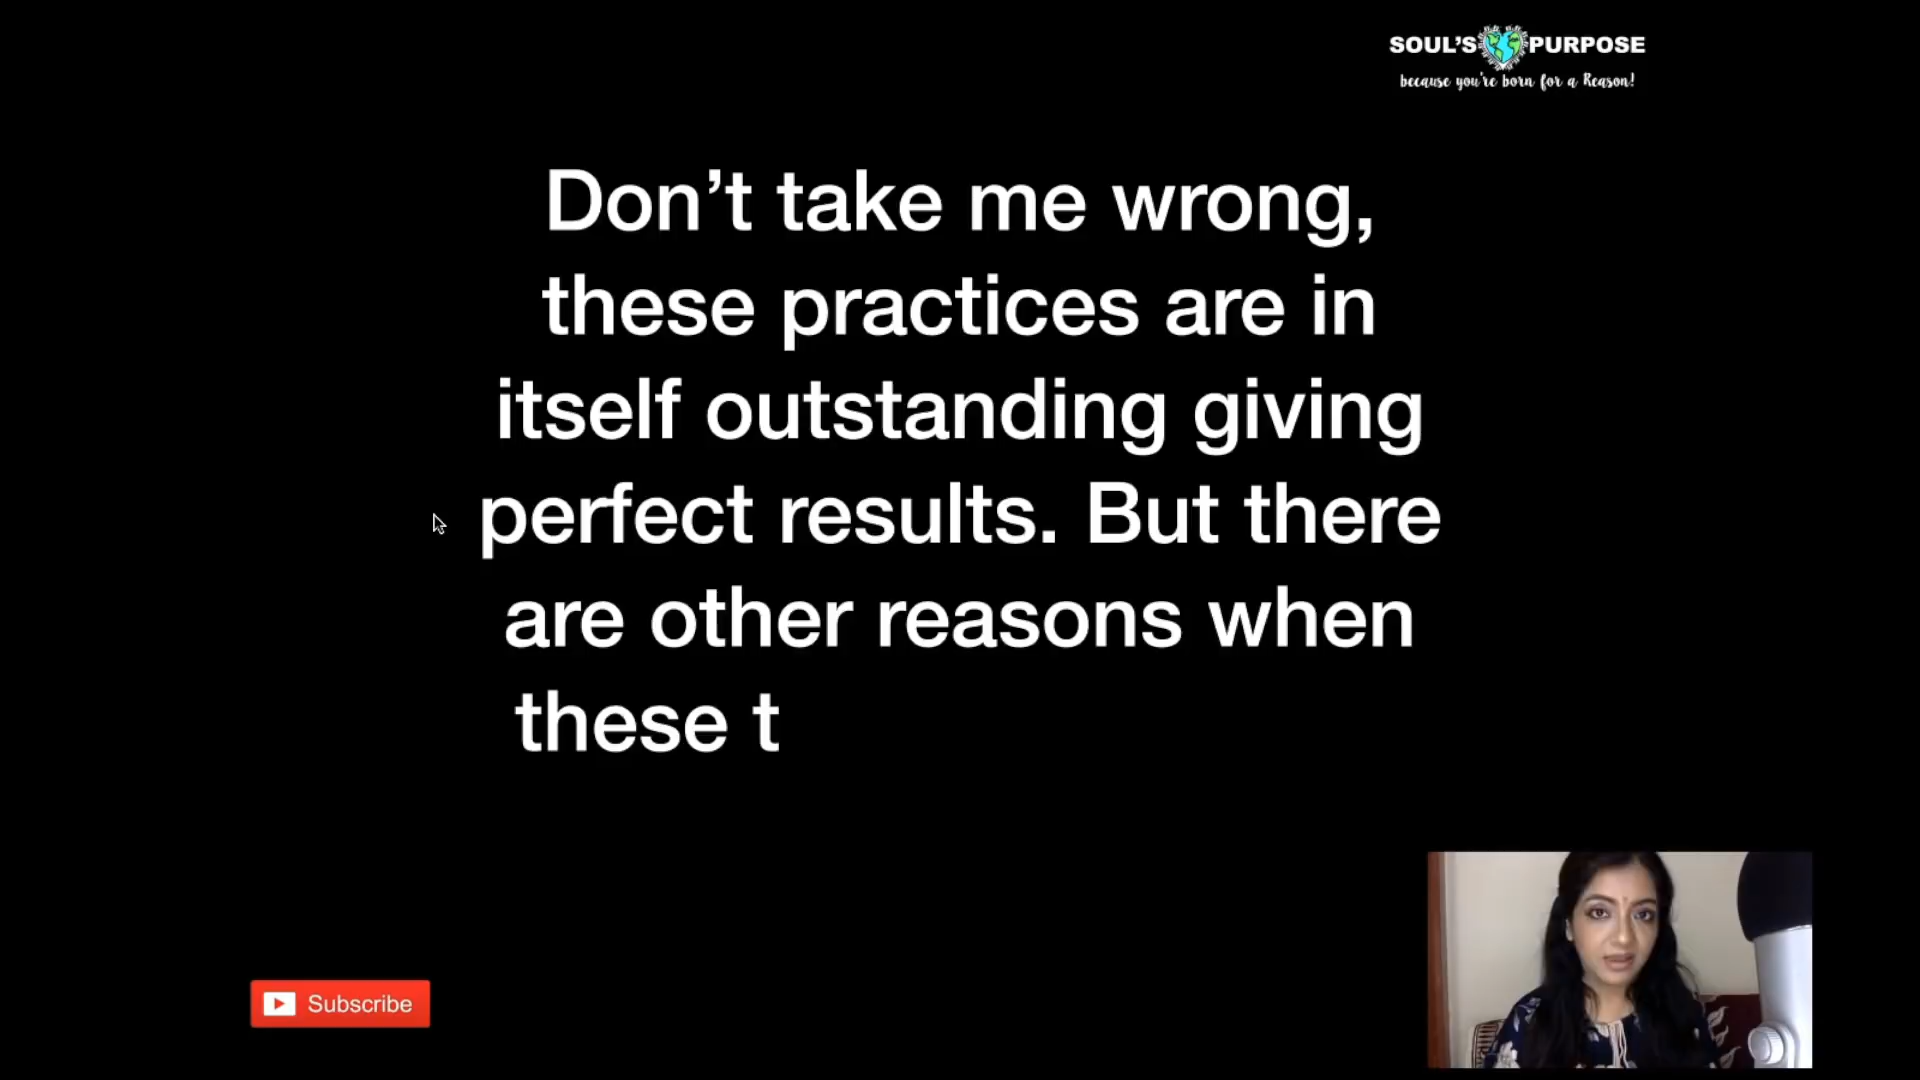 SOUL'S PURPOSE
because you're born for a Reason!
Don't take me wrong,
these practices are in
itself outstanding giving
perfect results. But there
are other reasons when
these t
Subscribe